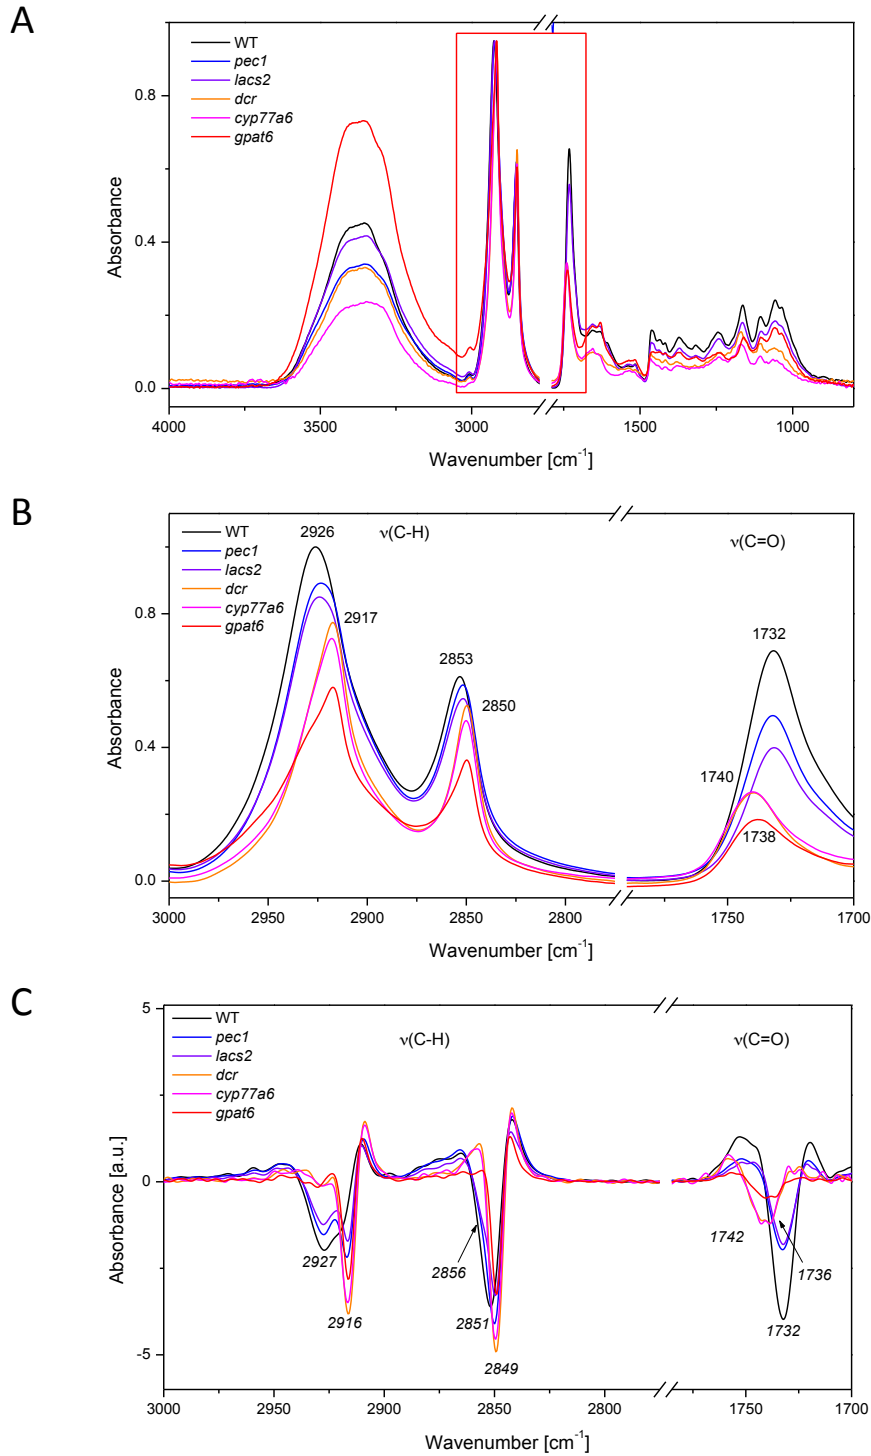 A
WT
pec1
lacs2
dcr
cyp77a6
gpat6
0.8
0.4
0.0
Absorbance
4000 3500 3000 1500 1000
Wavenumber [cm⁻¹]
B
WT
pec1
lacs2
dcr
cyp77a6
gpat6
2926
ν(C-H)
ν(C=O)
2917
2853
2850
1732
1740
1738
0.8
0.4
0.0
Absorbance
3000 2950 2900 2850 2800 1750 1700
Wavenumber [cm⁻¹]
C
WT
pec1
lacs2
dcr
cyp77a6
gpat6
ν(C-H)
ν(C=O)
5
0
-5
Absorbance [a.u.]
2927
2916
2856
2851
2849
1742
1736
1732
3000 2950 2900 2850 2800 1750 1700
Wavenumber [cm⁻¹]